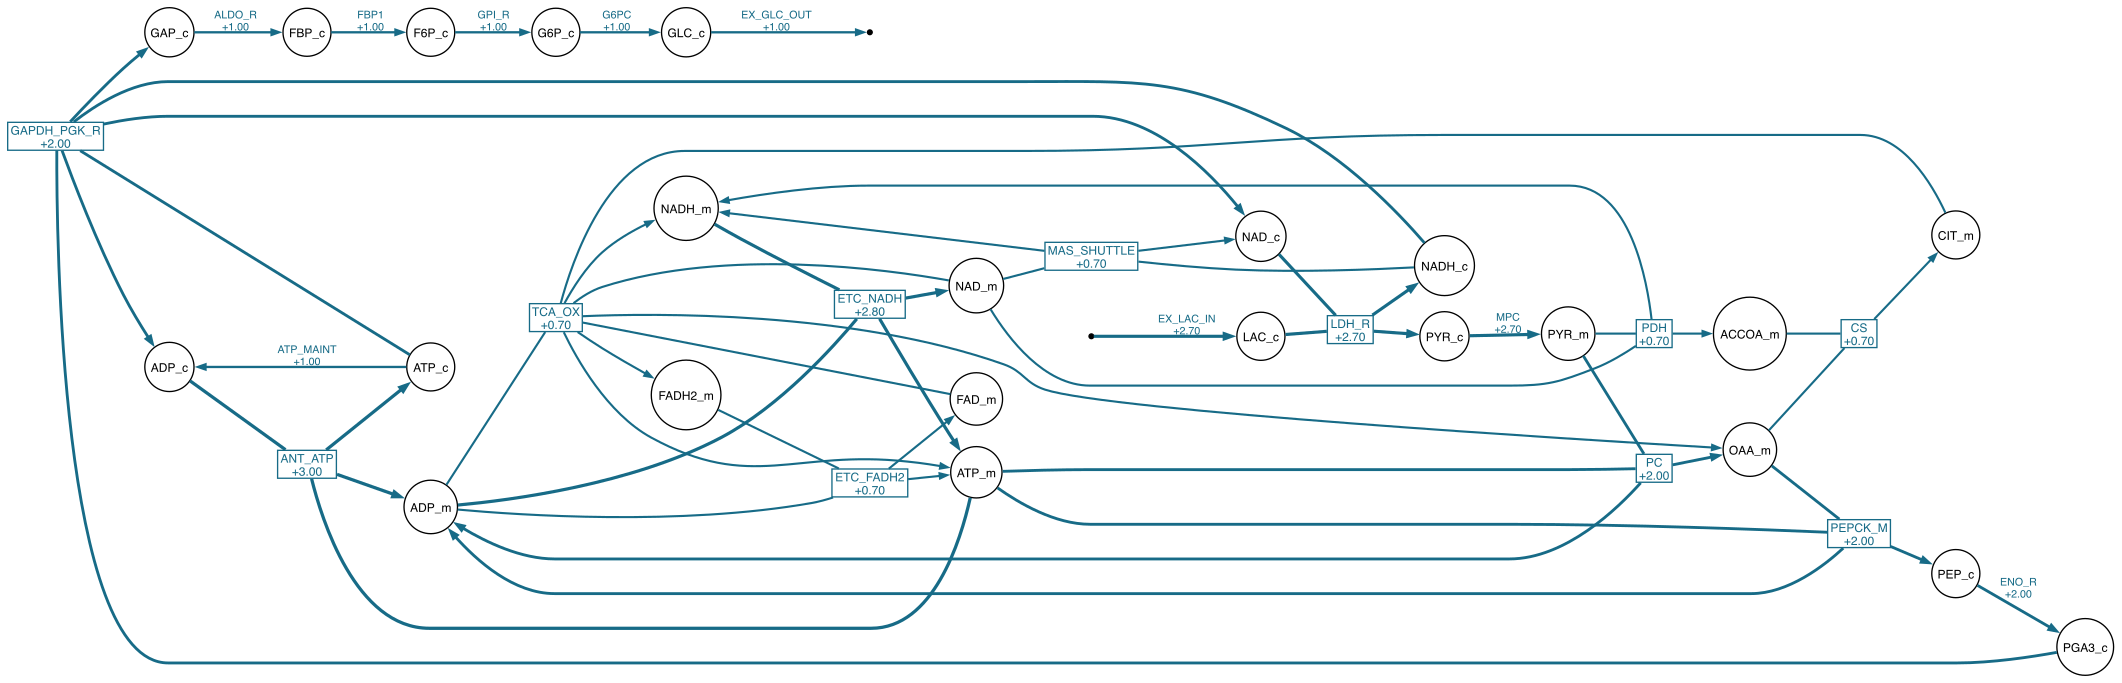 ALDO_R
+1.00
FBP1
+1.00
GPI_R
+1.00
G6PC
+1.00
EX_GLC_OUT
+1.00
GAP_c
FBP_c
F6P_c
G6P_c
GLC_c
GAPDH_PGK_R
+2.00
NADH_m
NAD_c
CIT_m
MAS_SHUTTLE
+0.70
NADH_c
NAD_m
ETC_NADH
+2.80
TCA_OX
+0.70
EX_LAC_IN
+2.70
LAC_c
LDH_R
+2.70
PYR_c
MPC
+2.70
PYR_m
PDH
+0.70
ACCOA_m
CS
+0.70
ADP_c
ATP_MAINT
+1.00
ATP_c
FADH2_m
FAD_m
OAA_m
ANT_ATP
+3.00
ETC_FADH2
+0.70
ATP_m
PC
+2.00
ADP_m
PEPCK_M
+2.00
PEP_c
ENO_R
+2.00
PGA3_c